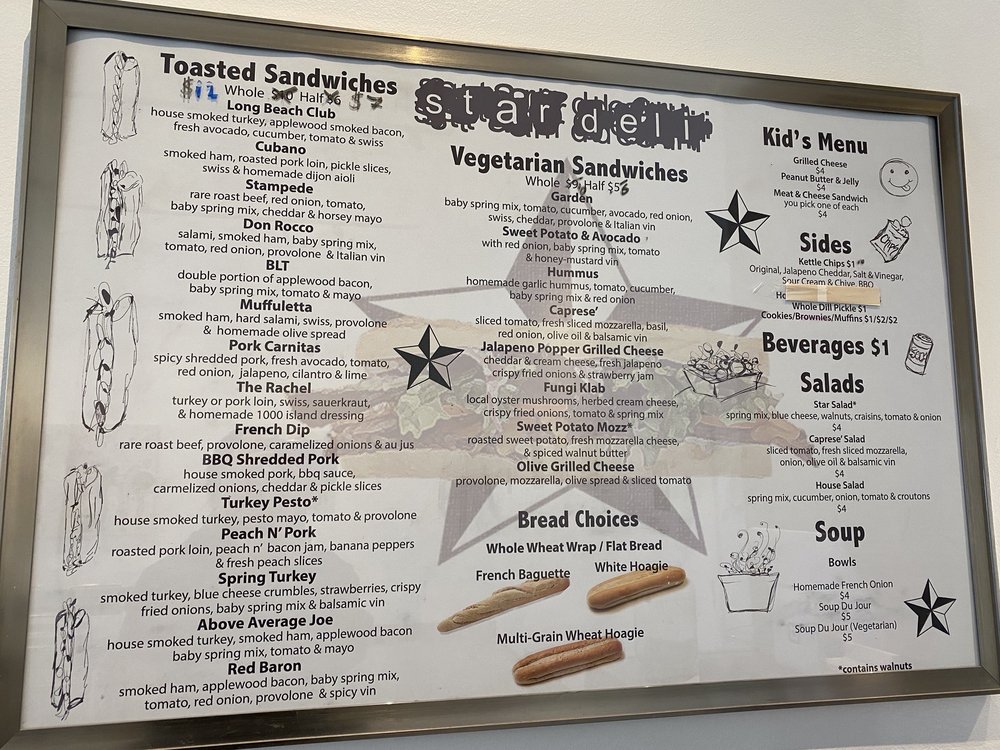 Toasted Sandwiches
$12 Whole Half $7
Long Beach Club
house smoked turkey, applewood smoked bacon,
fresh avocado, cucumber, tomato & swiss
Cubano
smoked ham, roasted pork loin, pickle slices,
swiss & homemade dijon aioli
Stampede
rare roast beef, red onion, tomato,
baby spring mix, cheddar & horsey mayo
Don Rocco
salami, smoked ham, baby spring mix,
tomato, red onion, provolone & Italian vin
BLT
double portion of applewood bacon,
baby spring mix, tomato & mayo
Muffuletta
smoked ham, hard salami, swiss, provolone
& homemade olive spread
Pork Carnitas
spicy shredded pork, fresh avocado, tomato,
red onion, jalapeno, cilantro & lime
The Rachel
turkey or pork loin, swiss, sauerkraut,
& homemade 1000 island dressing
French Dip
rare roast beef, provolone, caramelized onions & au jus
BBQ Shredded Pork
house smoked pork, bbq sauce,
carmelized onions, cheddar & pickle slices
Turkey Pesto*
house smoked turkey, pesto mayo, tomato & provolone
Peach N' Pork
roasted pork loin, peach n' bacon jam, banana peppers
& fresh peach slices
Spring Turkey
smoked turkey, blue cheese crumbles, strawberries, crispy
fried onions, baby spring mix & balsamic vin
Above Average Joe
house smoked turkey, smoked ham, applewood bacon
baby spring mix, tomato & mayo
Red Baron
smoked ham, applewood bacon, baby spring mix,
tomato, red onion, provolone & spicy vin
star deli
Vegetarian Sandwiches
Whole Half
Garden
baby spring mix, tomato, cucumber, avocado, red onion,
swiss, cheddar, provolone & Italian vin
Sweet Potato & Avocado
with red onion, baby spring mix, tomato
& honey-mustard vin
Hummus
homemade garlic hummus, tomato, cucumber,
baby spring mix & red onion
Caprese'
sliced tomato, fresh sliced mozzarella, basil,
red onion, olive oil & balsamic vin
Jalapeno Popper Grilled Cheese
cheddar & cream cheese, fresh jalapeno
crispy fried onions & strawberry jam
Fungi Klab
local oyster mushrooms, herbed cream cheese,
crispy fried onions, tomato & spring mix
Sweet Potato Mozz*
roasted sweet potato, fresh mozzarella cheese,
& spiced walnut butter
Olive Grilled Cheese
provolone, mozzarella, olive spread & sliced tomato
Bread Choices
Whole Wheat Wrap / Flat Bread
French Baguette
White Hoagie
Multi-Grain Wheat Hoagie
Kid's Menu
Grilled Cheese
$4
Peanut Butter & Jelly
$4
Meat & Cheese Sandwich
you pick one of each
$4
Sides
Chips
Kettle Chips $1
Original, Jalapeno Cheddar, Salt & Vinegar,
Sour Cream & Chive, BBQ
Whole Dill Pickle $1
Cookies/Brownies/Muffins $1/$2/$2
Beverages $1
Salads
Star Salad*
spring mix, blue cheese, walnuts, craisins, tomato & onion
$4
Caprese' Salad
sliced tomato, fresh sliced mozzarella,
onion, olive oil & balsamic vin
$4
House Salad
spring mix, cucumber, onion, tomato & croutons
$4
Soup
Bowls
Homemade French Onion
$4
Soup Du Jour
$5
Soup Du Jour (Vegetarian)
$5
*contains walnuts